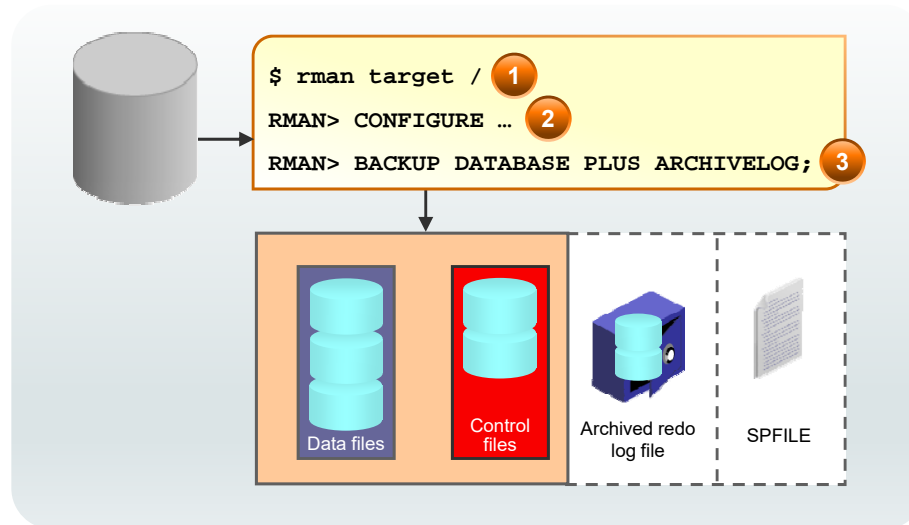 $ rman target / 1
RMAN> CONFIGURE … 2
RMAN> BACKUP DATABASE PLUS ARCHIVELOG; 3
Data files
Control
files
Archived redo
log file
SPFILE